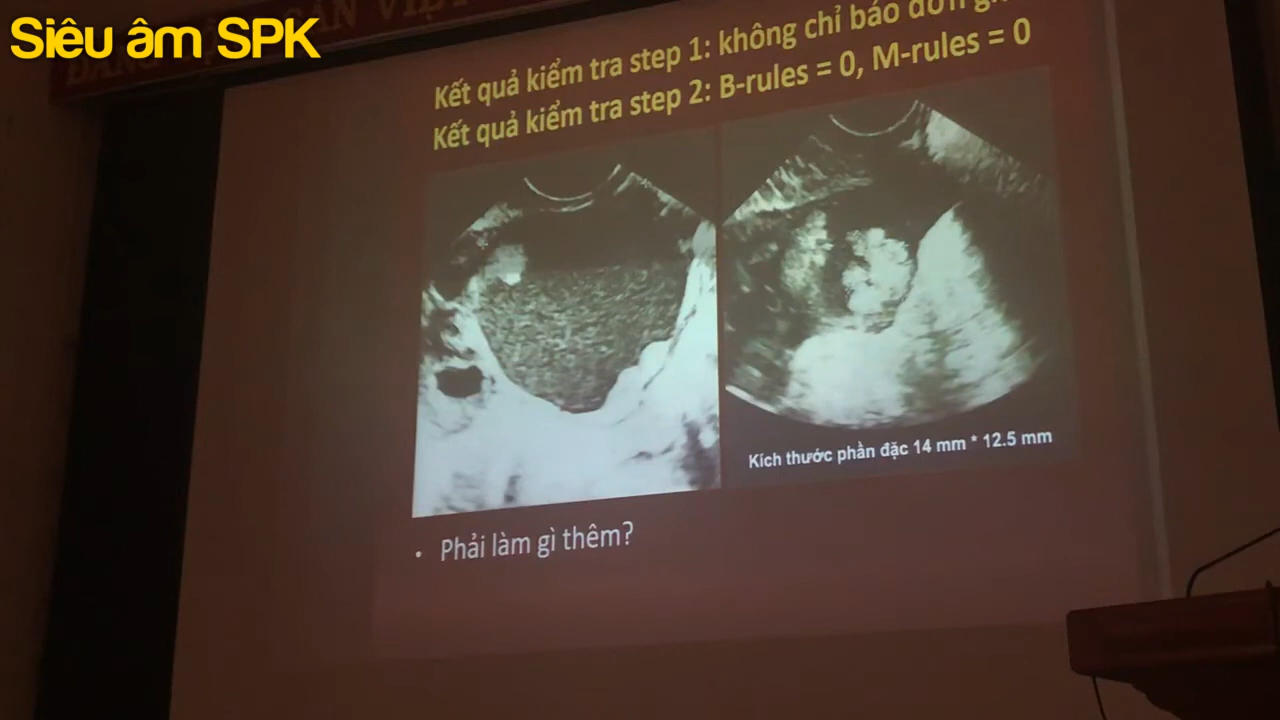 Siêu âm SPK
Kết quả kiểm tra step 1: không chỉ báo đơn
Kết quả kiểm tra step 2: B-rules = 0, M-rules = 0
Kích thước phần đặc 14 mm * 12.5 mm
• Phải làm gì thêm?